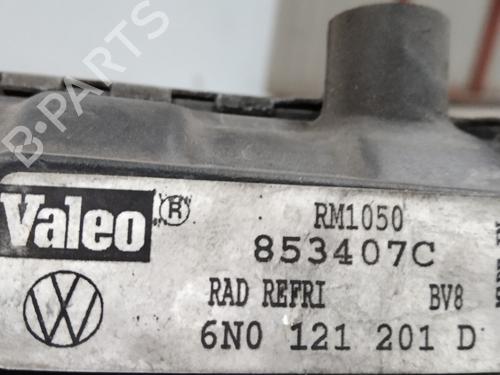 B-PARTS
Valeo ®
RM1050
853407C
RAD REFRI BV8
6N0 121 201 D